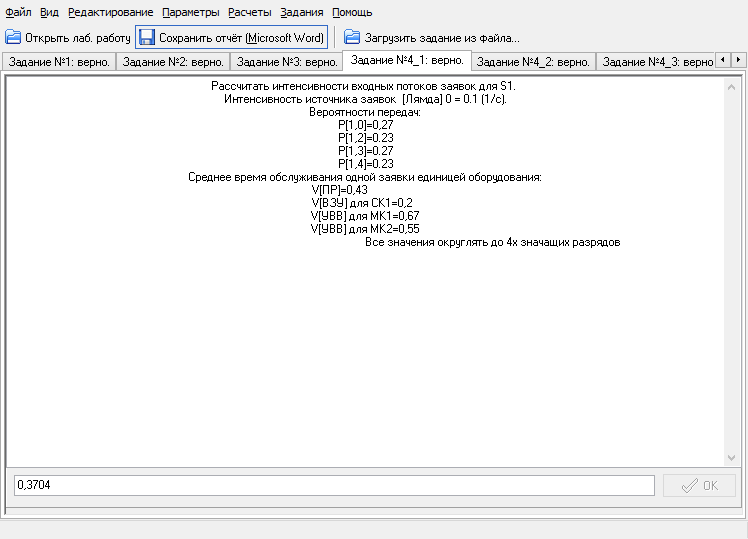 Файл Вид Редактирование Параметры Расчеты Задания Помощь
Открыть лаб. работу Сохранить отчёт (Microsoft Word) Загрузить задание из файла...
Задание №1: верно. Задание №2: верно. Задание №3: верно. Задание №4_1: верно. Задание №4_2: верно. Задание №4_3: верно
Рассчитать интенсивности входных потоков заявок для S1.
Интенсивность источника заявок [Лямда] 0 = 0.1 (1/с).
Вероятности передач:
P[1,0]=0,27
P[1,2]=0.23
P[1,3]=0.27
P[1,4]=0.23
Среднее время обслуживания одной заявки единицей оборудования:
V[ПР]=0,43
V[ВЗУ] для СК1=0,2
V[УВВ] для МК1=0,67
V[УВВ] для МК2=0,55
Все значения округлять до 4х значащих разрядов
0,3704
OK